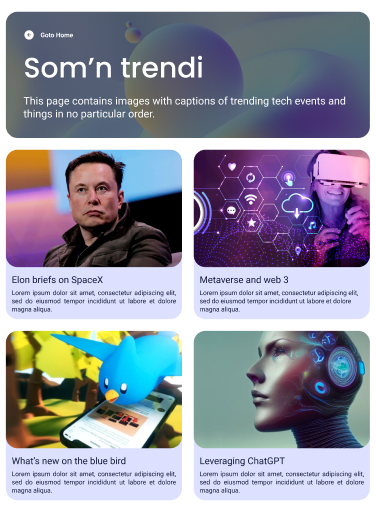 Goto Home
Som’n trendi
This page contains images with captions of trending tech events and
things in no particular order.
Elon briefs on SpaceX
Lorem ipsum dolor sit amet, consectetur adipiscing elit,
sed do eiusmod tempor incididunt ut labore et dolore
magna aliqua.
Metaverse and web 3
Lorem ipsum dolor sit amet, consectetur adipiscing elit,
sed do eiusmod tempor incididunt ut labore et dolore
magna aliqua.
What’s new on the blue bird
Lorem ipsum dolor sit amet, consectetur adipiscing elit,
sed do eiusmod tempor incididunt ut labore et dolore
magna aliqua.
Leveraging ChatGPT
Lorem ipsum dolor sit amet, consectetur adipiscing elit,
sed do eiusmod tempor incididunt ut labore et dolore
magna aliqua.